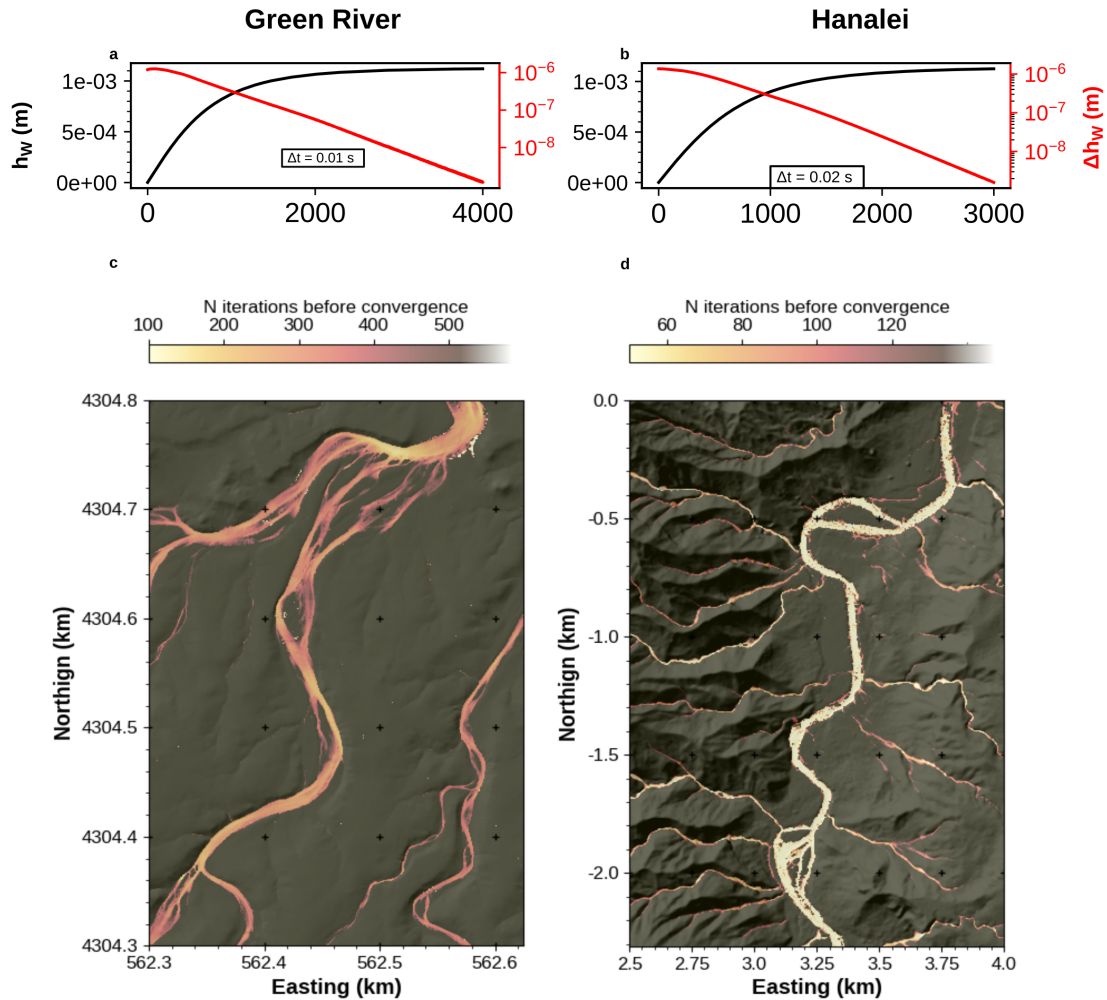 Green River
Hanalei
a
b
1e-03
5e-04
0e+00
hw (m)
10⁻⁶
10⁻⁷
10⁻⁸
Δt = 0.01 s
0 2000 4000
1e-03
5e-04
0e+00
10⁻⁶
10⁻⁷
10⁻⁸
Δhw (m)
Δt = 0.02 s
0 1000 2000 3000
c
d
N iterations before convergence
100 200 300 400 500
N iterations before convergence
60 80 100 120
4304.8
4304.7
4304.6
4304.5
4304.4
4304.3
Northign (km)
562.3 562.4 562.5 562.6
Easting (km)
0.0
-0.5
-1.0
-1.5
-2.0
Northign (km)
2.5 2.75 3.0 3.25 3.5 3.75 4.0
Easting (km)